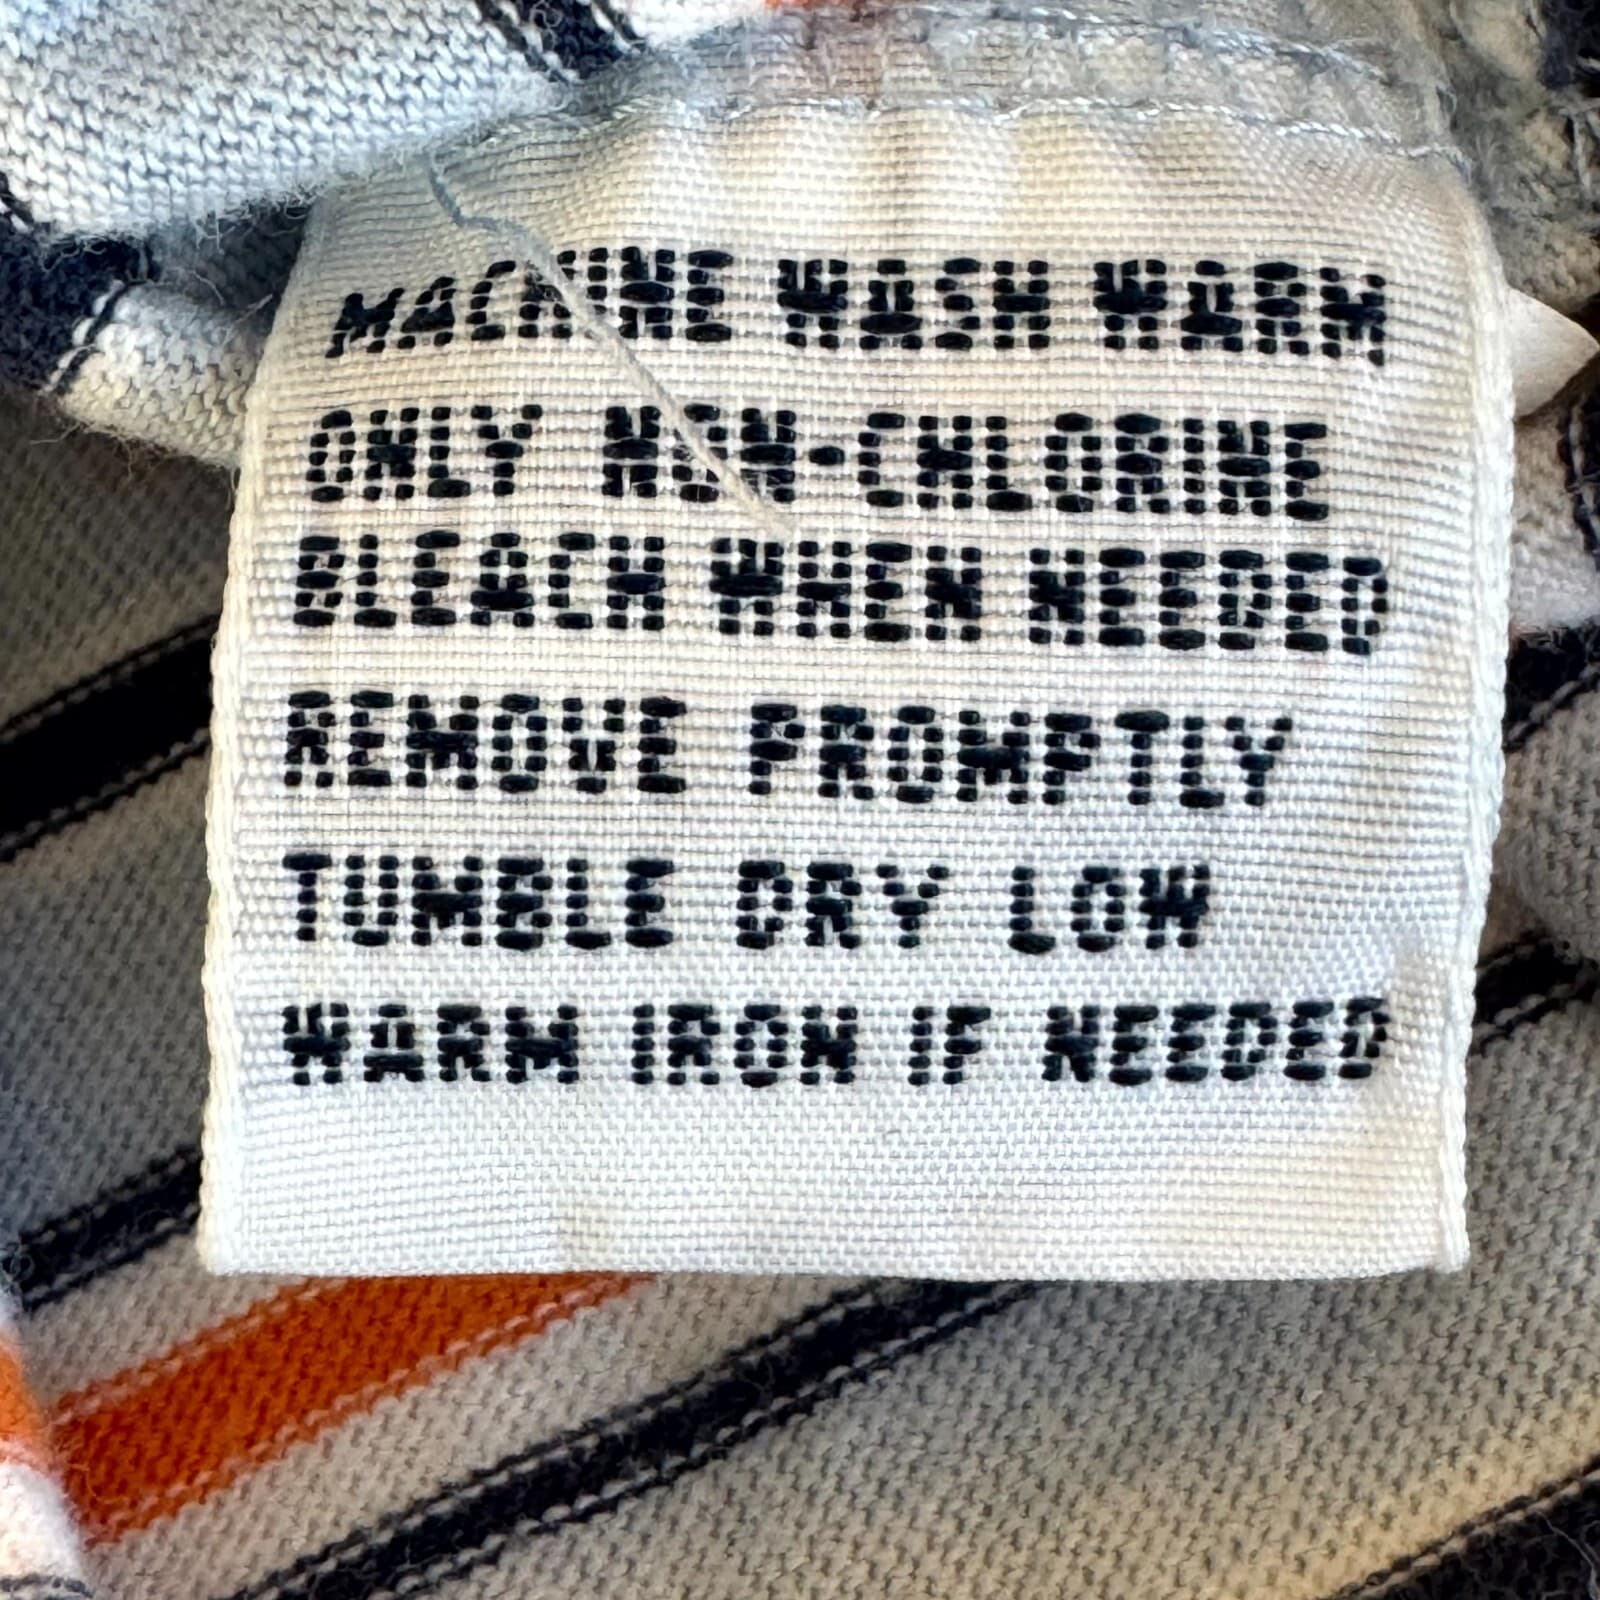 MACHINE WASH WARM
ONLY NON-CHLORINE
BLEACH WHEN NEEDED
REMOVE PROMPTLY
TUMBLE DRY LOW
WARM IRON IF NEEDED